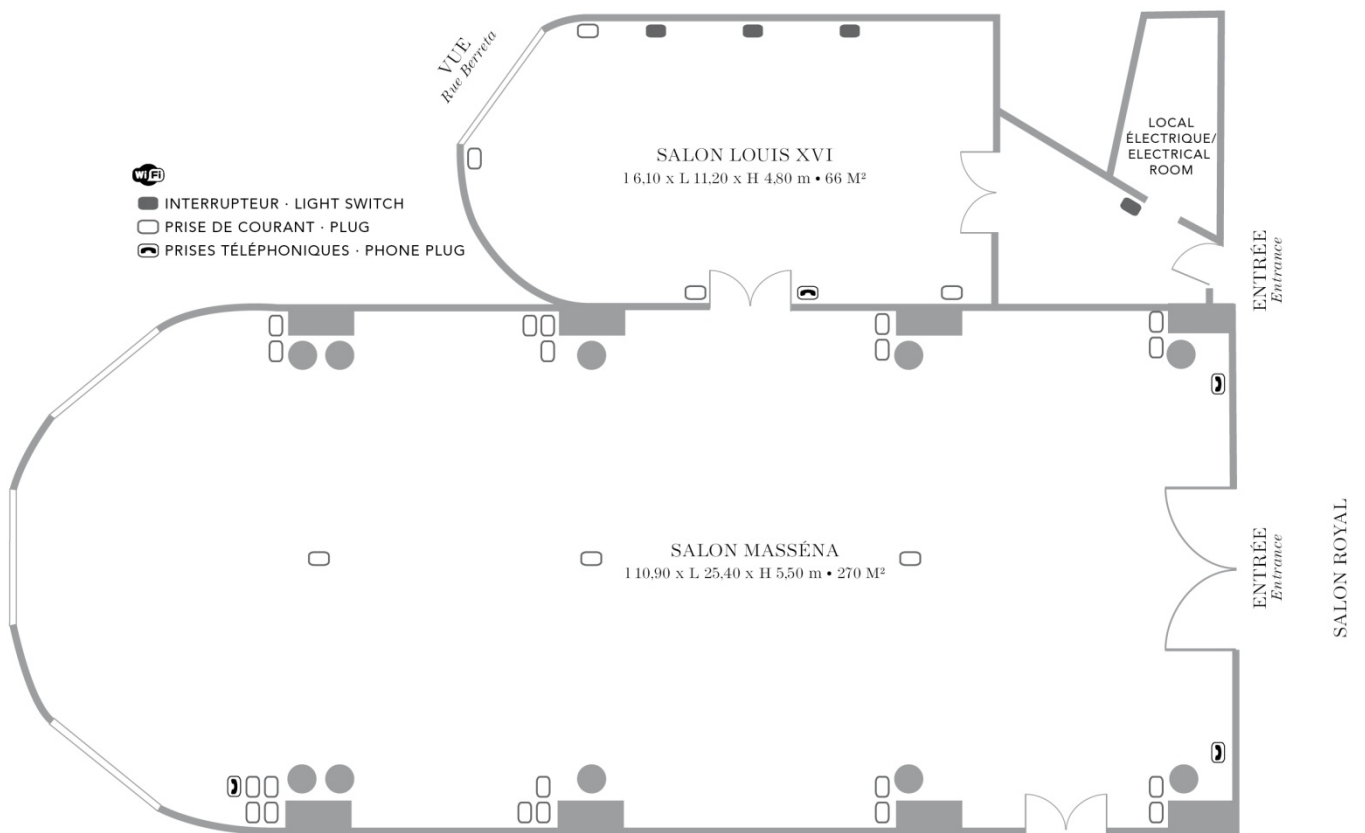 VUE
Rue Berreta
WiFi
INTERRUPTEUR · LIGHT SWITCH
PRISE DE COURANT · PLUG
PRISES TÉLÉPHONIQUES · PHONE PLUG
SALON LOUIS XVI
l 6,10 x L 11,20 x H 4,80 m • 66 M²
LOCAL
ÉLECTRIQUE/
ELECTRICAL
ROOM
ENTRÉE
Entrance
SALON MASSÉNA
l 10,90 x L 25,40 x H 5,50 m • 270 M²
ENTRÉE
Entrance
SALON ROYAL